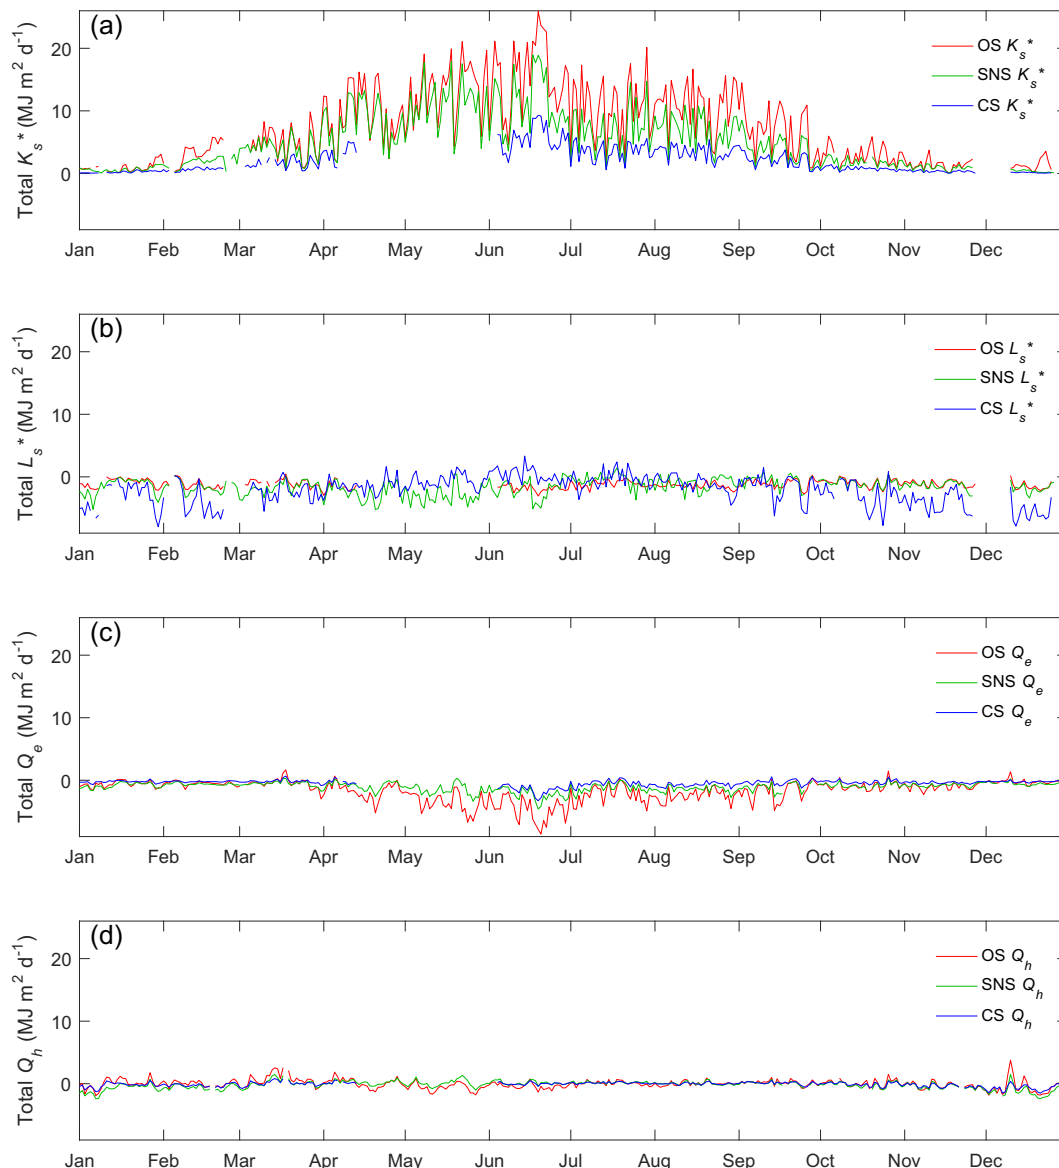 (a)
Total K_s* (MJ m² d⁻¹)
20
10
0
OS K_s*
SNS K_s*
CS K_s*
Jan Feb Mar Apr May Jun Jul Aug Sep Oct Nov Dec
(b)
Total L_s* (MJ m² d⁻¹)
20
10
0
OS L_s*
SNS L_s*
CS L_s*
Jan Feb Mar Apr May Jun Jul Aug Sep Oct Nov Dec
(c)
Total Q_e (MJ m² d⁻¹)
20
10
0
OS Q_e
SNS Q_e
CS Q_e
Jan Feb Mar Apr May Jun Jul Aug Sep Oct Nov Dec
(d)
Total Q_h (MJ m² d⁻¹)
20
10
0
OS Q_h
SNS Q_h
CS Q_h
Jan Feb Mar Apr May Jun Jul Aug Sep Oct Nov Dec